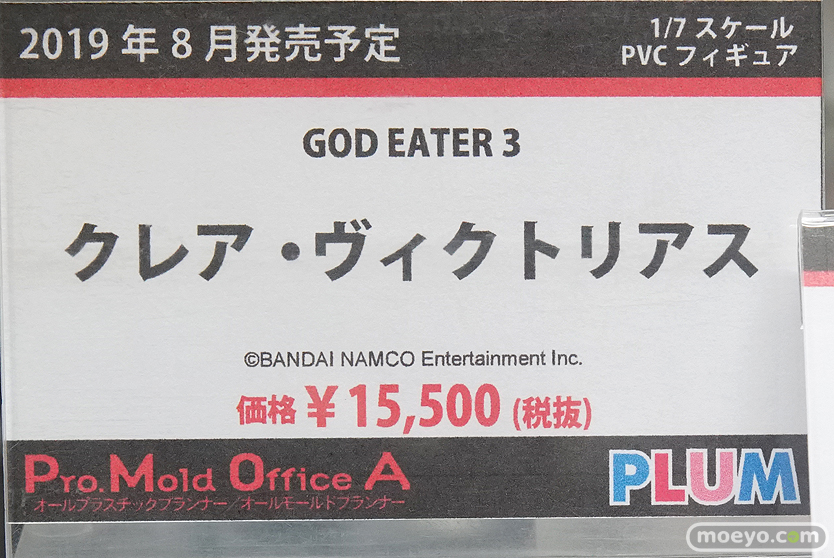 2019年8月発売予定
1/7 スケール
PVC フィギュア
GOD EATER 3
クレア・ヴィクトリアス
©BANDAI NAMCO Entertainment Inc.
価格 ¥15,500 (税抜)
Pro.Mold Office A
オールプラスチックプランナー／オールモールドプランナー
PLUM
moeyo.com